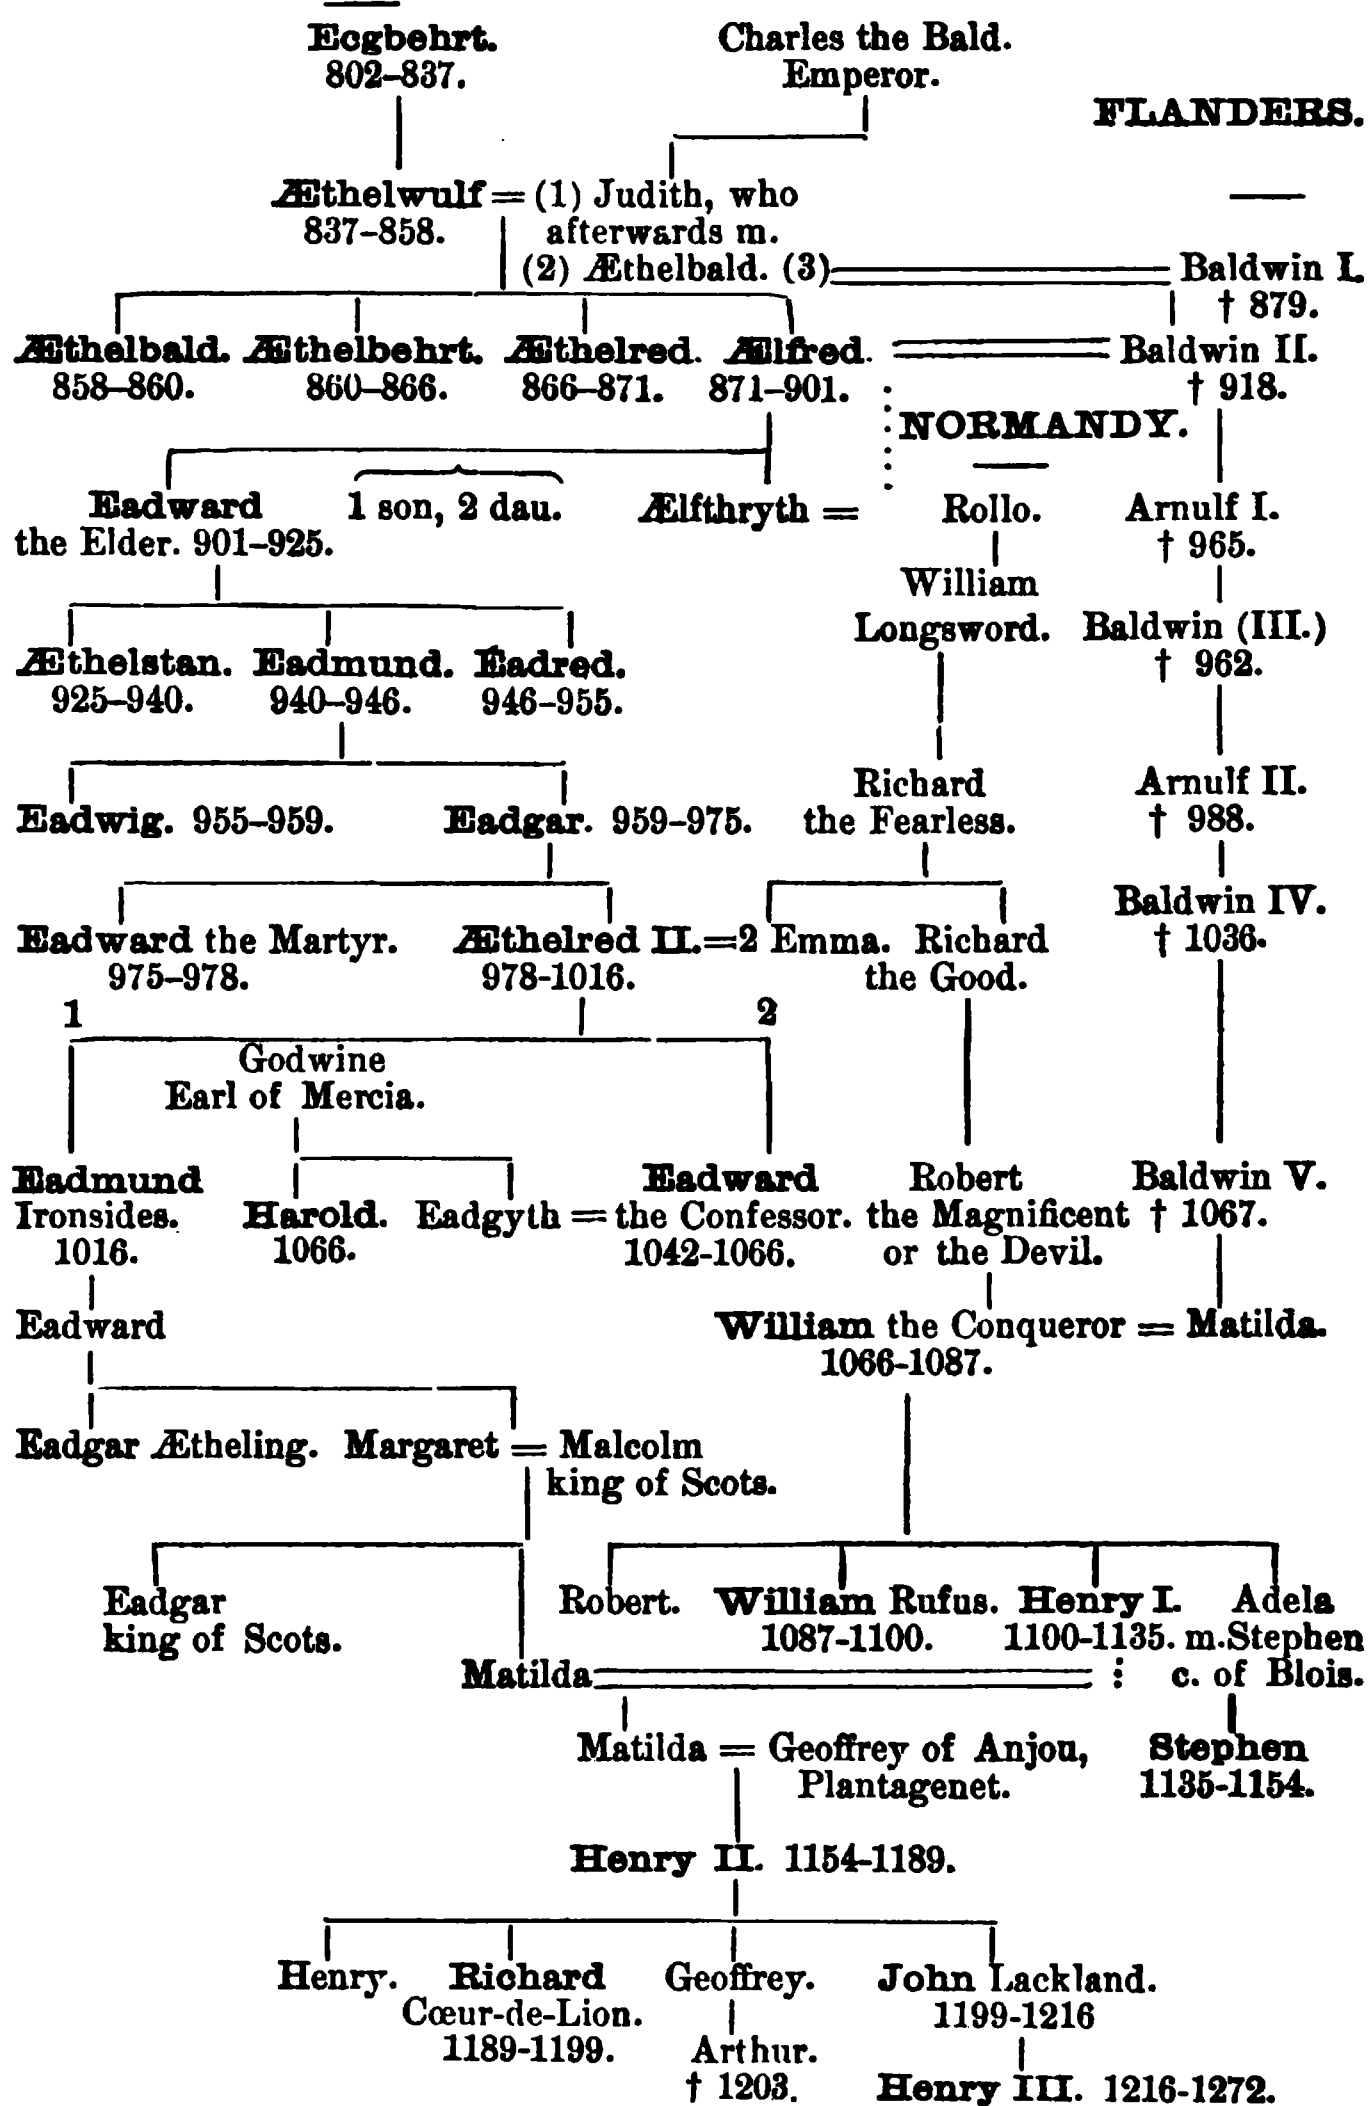 Ecgbehrt. Charles the Bald.
802–837. Emperor.
FLANDERS.
Æthelwulf = (1) Judith, who
837–858. afterwards m.
(2) Æthelbald. (3) Baldwin I.
† 879.
Æthelbald. Æthelbehrt. Æthelred. Ælfred. Baldwin II.
858–860. 860–866. 866–871. 871–901. † 918.
NORMANDY.
Eadward 1 son, 2 dau. Ælfthryth = Rollo. Arnulf I.
the Elder. 901–925. † 965.
William
Longsword. Baldwin (III.)
Æthelstan. Eadmund. Eadred. † 962.
925–940. 940–946. 946–955.
Richard Arnulf II.
Eadwig. 955–959. Eadgar. 959–975. the Fearless. † 988.
Baldwin IV.
Eadward the Martyr. Æthelred II.=2 Emma. Richard † 1036.
975–978. 978-1016. the Good.
1 2
Godwine
Earl of Mercia.
Eadmund Eadward Robert Baldwin V.
Ironsides. Harold. Eadgyth = the Confessor. the Magnificent † 1067.
1016. 1066. 1042-1066. or the Devil.
Eadward William the Conqueror = Matilda.
1066-1087.
Eadgar Ætheling. Margaret = Malcolm
king of Scots.
Eadgar Robert. William Rufus. Henry I. Adela
king of Scots. 1087-1100. 1100-1135. m. Stephen
Matilda c. of Blois.
Matilda = Geoffrey of Anjou, Stephen
Plantagenet. 1135-1154.
Henry II. 1154-1189.
Henry. Richard Geoffrey. John Lackland.
Cœur-de-Lion. 1199-1216
1189-1199. Arthur.
† 1203. Henry III. 1216-1272.